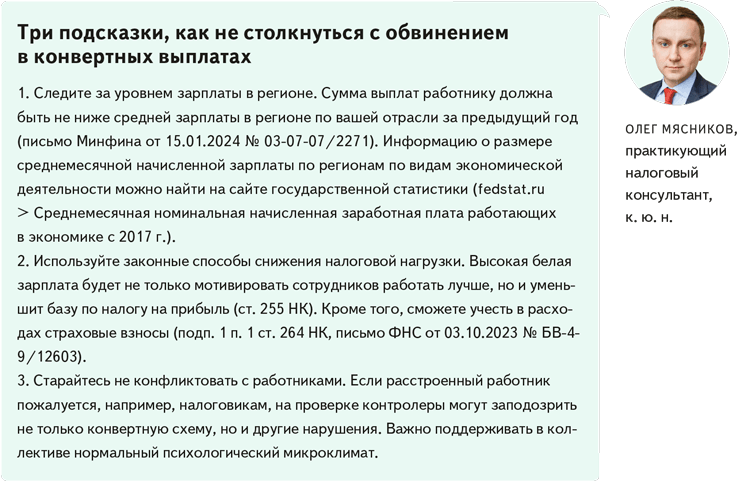 Три подсказки, как не столкнуться с обвинением
в конвертных выплатах
1. Следите за уровнем зарплаты в регионе. Сумма выплат работнику должна
быть не ниже средней зарплаты в регионе по вашей отрасли за предыдущий год
(письмо Минфина от 15.01.2024 № 03-07-07/2271). Информацию о размере
среднемесячной начисленной зарплаты по регионам по видам экономической
деятельности можно найти на сайте государственной статистики (fedstat.ru
> Среднемесячная номинальная начисленная заработная плата работающих
в экономике с 2017 г.).
2. Используйте законные способы снижения налоговой нагрузки. Высокая белая
зарплата будет не только мотивировать сотрудников работать лучше, но и умень-
шит базу по налогу на прибыль (ст. 255 НК). Кроме того, сможете учесть в расхо-
дах страховые взносы (подп. 1 п. 1 ст. 264 НК, письмо ФНС от 03.10.2023 № БВ-4-
9/12603).
3. Старайтесь не конфликтовать с работниками. Если расстроенный работник
пожалуется, например, налоговикам, на проверке контролеры могут заподозрить
не только конвертную схему, но и другие нарушения. Важно поддерживать в кол-
лективе нормальный психологический микроклимат.
ОЛЕГ МЯСНИКОВ,
практикующий
налоговый
консультант,
к. ю. н.